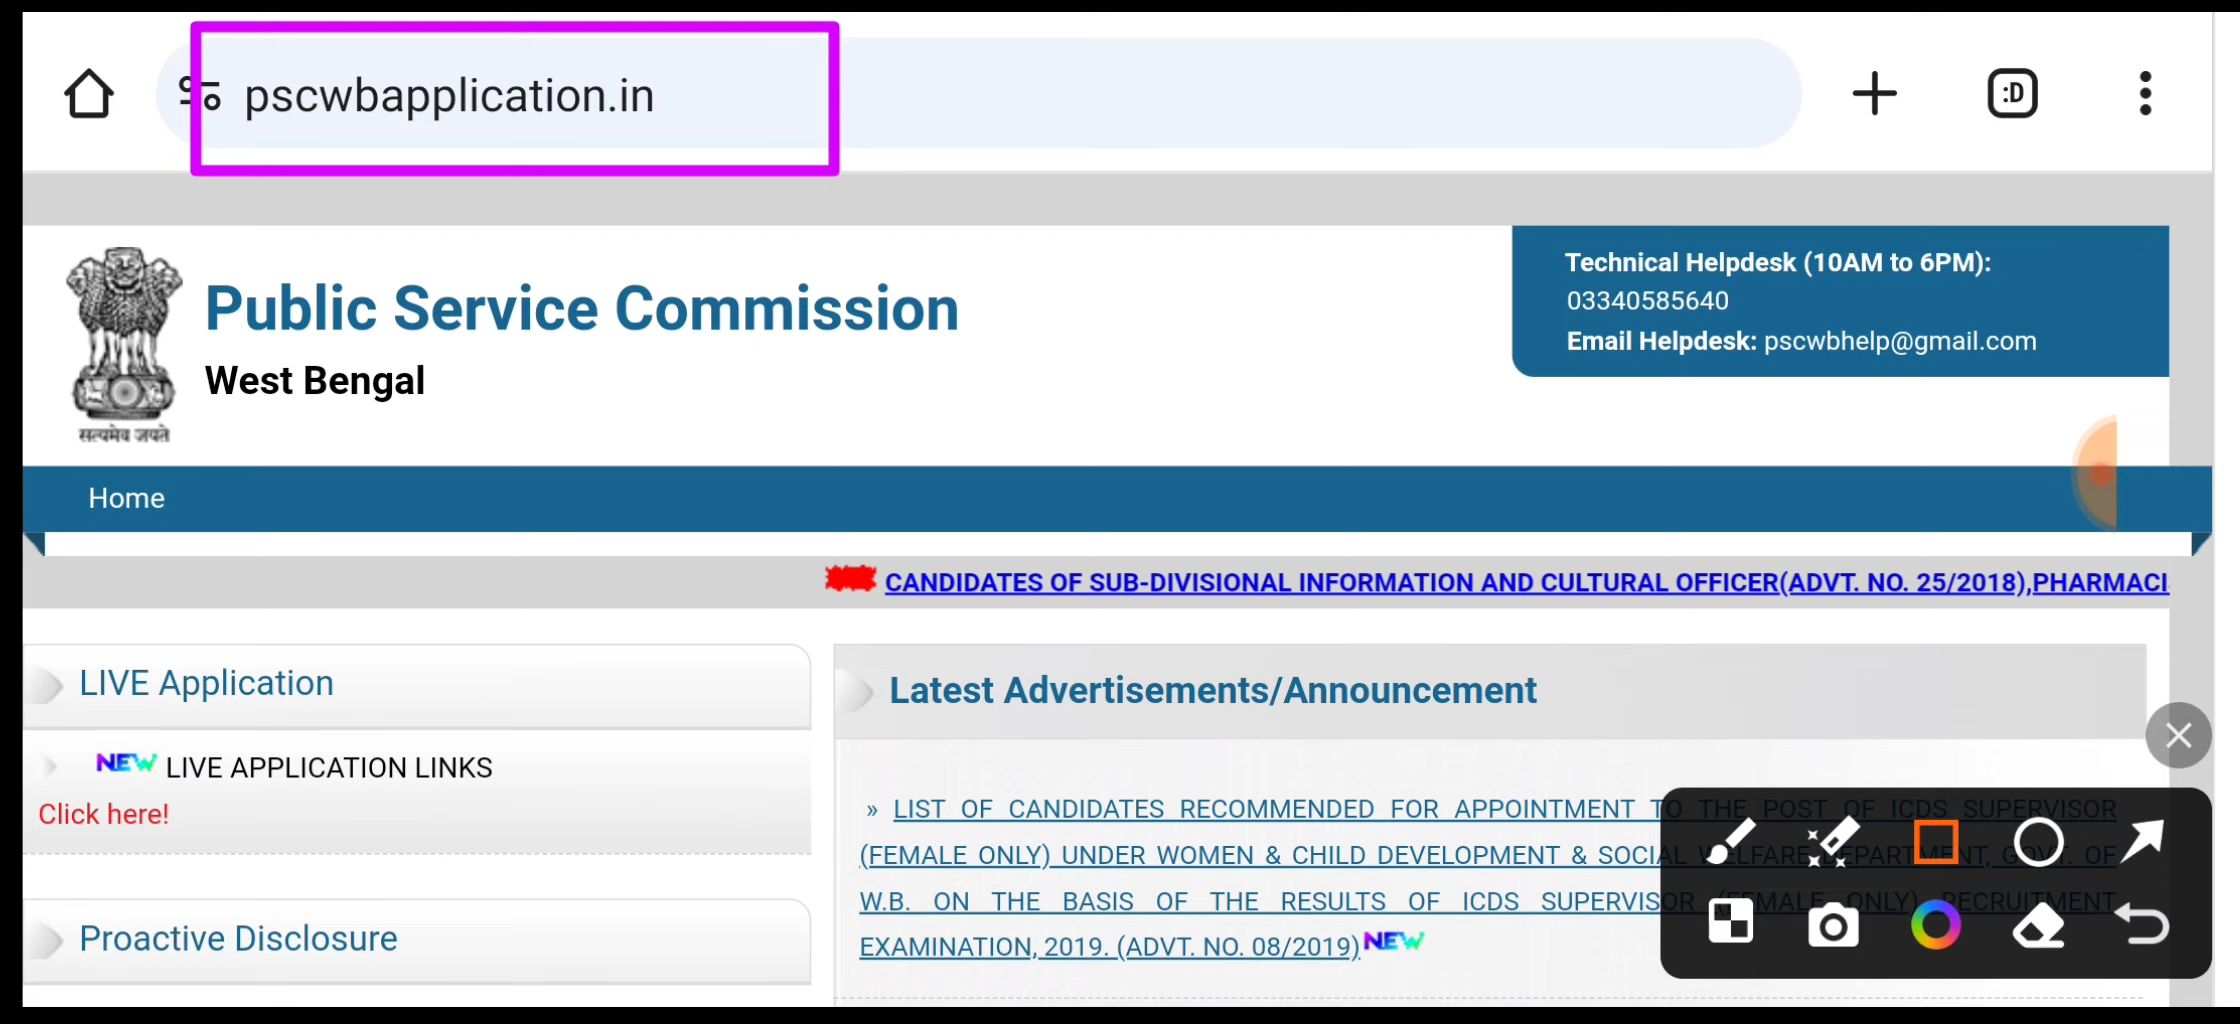 pscwbapplication.in
:D
Technical Helpdesk (10AM to 6PM):
03340585640
Email Helpdesk: pscwbhelp@gmail.com
Public Service Commission
West Bengal
सत्यमेव जयते
Home
CANDIDATES OF SUB-DIVISIONAL INFORMATION AND CULTURAL OFFICER(ADVT. NO. 25/2018),PHARMACI
LIVE Application
NEW LIVE APPLICATION LINKS
Click here!
Proactive Disclosure
Latest Advertisements/Announcement
» LIST OF CANDIDATES RECOMMENDED FOR APPOINTMENT TO THE POST OF ICDS SUPERVISOR
(FEMALE ONLY) UNDER WOMEN & CHILD DEVELOPMENT & SOCIAL WELFARE DEPARTMENT, GOVT. OF
W.B. ON THE BASIS OF THE RESULTS OF ICDS SUPERVISOR (FEMALE ONLY) RECRUITMENT
EXAMINATION, 2019. (ADVT. NO. 08/2019) NEW